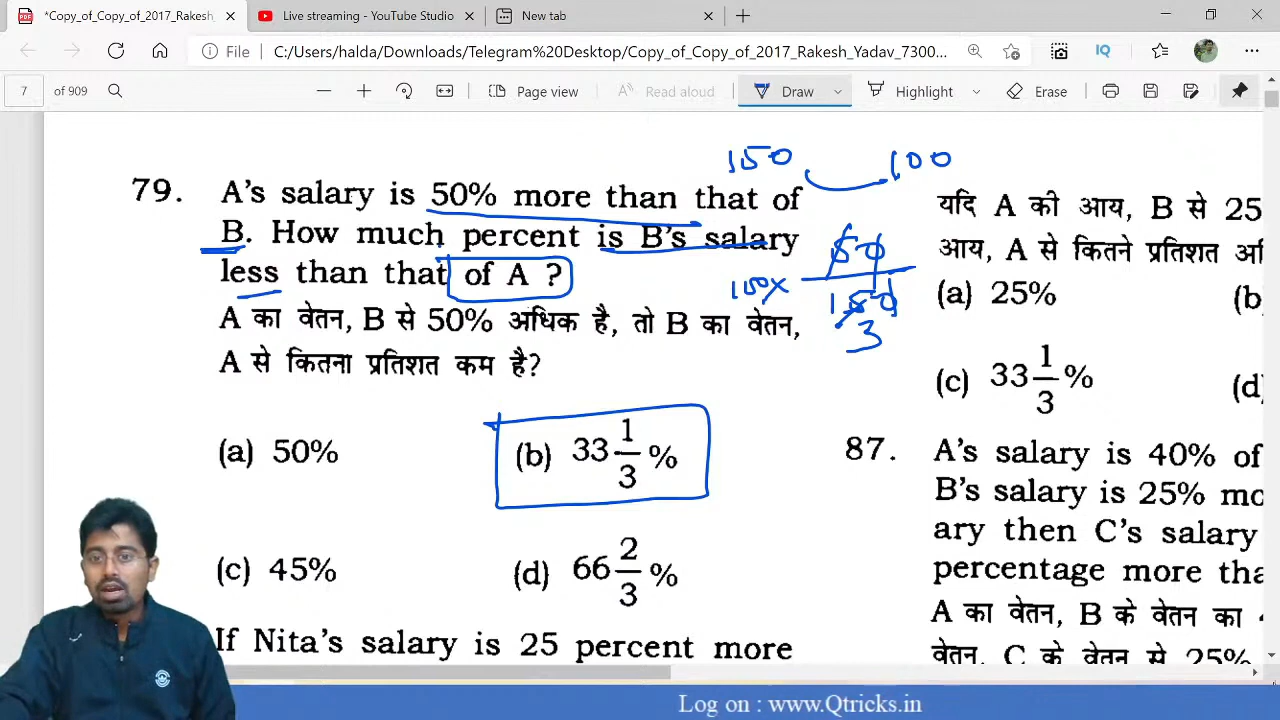 *Copy_of_Copy_of_2017_Rakesh_
Live streaming - YouTube Studio
New tab
File
C:/Users/halda/Downloads/Telegram%20Desktop/Copy_of_Copy_of_2017_Rakesh_Yadav_7300...
7 of 909
Page view
Read aloud
Draw
Highlight
Erase
150 100
79. A's salary is 50% more than that of
B. How much percent is B's salary
less than that of A ?
A का वेतन, B से 50% अधिक है, तो B का वेतन,
A से कितना प्रतिशत कम है?
50
100x
150
3
(a) 50% (b) 33 1/3 %
(c) 45% (d) 66 2/3 %
If Nita's salary is 25 percent more
यदि A की आय, B से 25
आय, A से कितने प्रतिशत अ
(a) 25% (b
(c) 33 1/3 % (d
87. A's salary is 40% of
B's salary is 25% mo
ary then C's salary
percentage more tha
A का वेतन, B के वेतन का
वेतन, C के वेतन से 25%
Log on : www.Qtricks.in